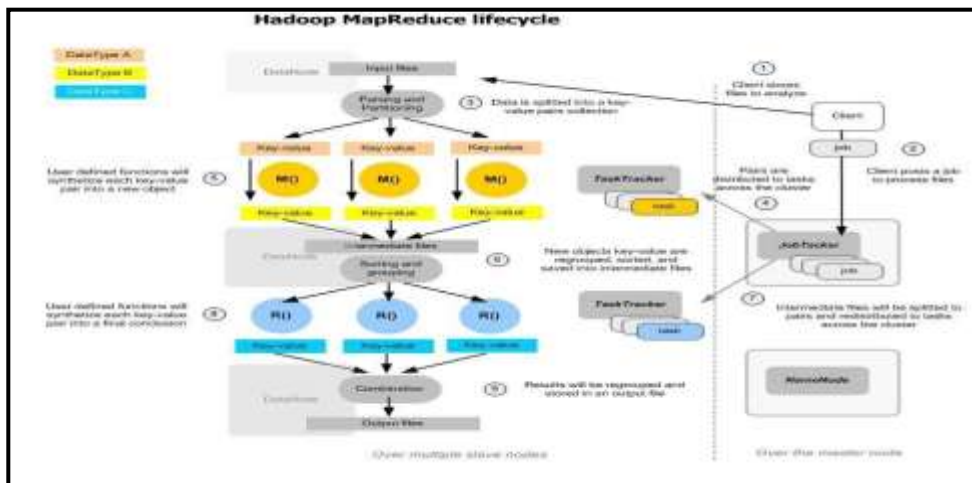 Hadoop MapReduce lifecycle
DataType A
DataType B
DataType C
DataNode
Input files
Parsing and
Partitioning
3
Data is splitted into a key-
value pairs collection
1
Client stores
files to analyze
Client
job
2
Client posts a job
to process files
Key-value
Key-value
Key-value
User defined functions will
synthetize each key-value
pair into a new object
5
M()
M()
M()
Key-value
Key-value
Key-value
TaskTracker
task
Pairs are
distributed to tasks
across the cluster
4
JobTracker
job
DataNode
Intermediate files
Sorting and
grouping
6
New objects key-value are
regrouped, sorted, and
saved into intermediate files
User defined functions will
synthetize each key-value
pair into a final conclusion
8
R()
R()
R()
Key-value
Key-value
Key-value
TaskTracker
task
7
Intermediate files will be splitted to
pairs and redistributed to tasks
across the cluster
DataNode
Combination
Output files
9
Results will be regrouped and
stored in an output file
NameNode
Over multiple slave nodes
Over the master node